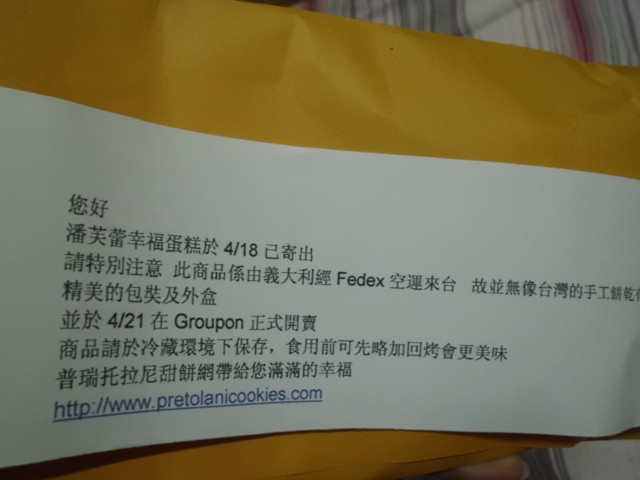 您好
潘芙蕾幸福蛋糕於 4/18 已寄出
請特別注意 此商品係由義大利經 Fedex 空運來台 故並無像台灣的手工餅乾
精美的包裝及外盒
並於 4/21 在 Groupon 正式開賣
商品請於冷藏環境下保存，食用前可先略加回烤會更美味
普瑞托拉尼甜餅網帶給您滿滿的幸福
http://www.pretolanicookies.com